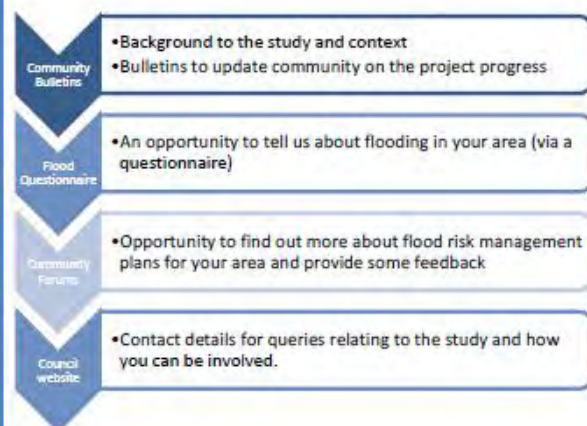 Community
Bulletins
•Background to the study and context
•Bulletins to update community on the project progress
Flood
Questionnaire
•An opportunity to tell us about flooding in your area (via a
questionnaire)
Community
Forums
•Opportunity to find out more about flood risk management
plans for your area and provide some feedback
Council
website
•Contact details for queries relating to the study and how
you can be involved.